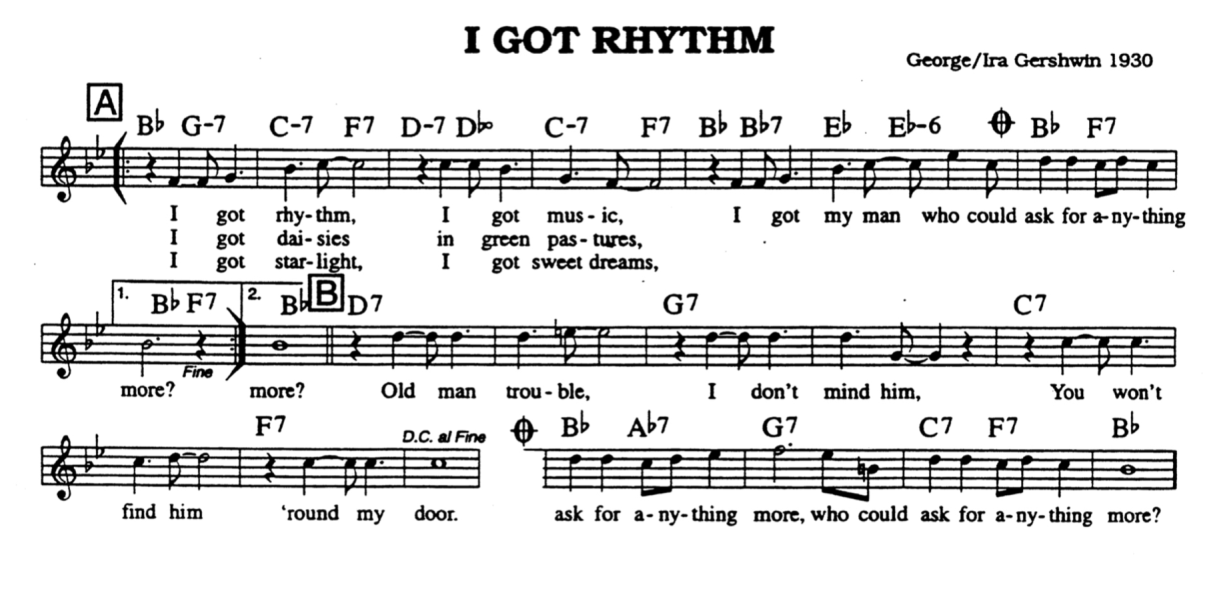 I GOT RHYTHM
George/Ira Gershwin 1930
A
B♭ G-7 C-7 F7 D-7 D♭° C-7 F7 B♭ B♭7 E♭ E♭-6 B♭ F7
I got rhy-thm, I got mus-ic, I got my man who could ask for a-ny-thing
I got dai-sies in green pas-tures,
I got star-light, I got sweet dreams,
1. B♭ F7 2. B♭ B D7 G7 C7
Fine
more? more? Old man trou-ble, I don't mind him, You won't
F7 D.C. al Fine B♭ A♭7 G7 C7 F7 B♭
find him 'round my door. ask for a-ny-thing more, who could ask for a-ny-thing more?